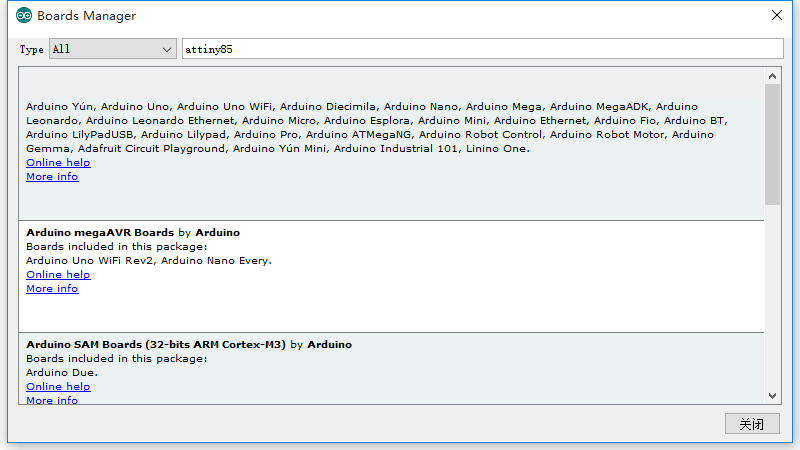 Boards Manager
Type All attiny85
Arduino Yún, Arduino Uno, Arduino Uno WiFi, Arduino Diecimila, Arduino Nano, Arduino Mega, Arduino MegaADK, Arduino
Leonardo, Arduino Leonardo Ethernet, Arduino Micro, Arduino Esplora, Arduino Mini, Arduino Ethernet, Arduino Fio, Arduino BT,
Arduino LilyPadUSB, Arduino Lilypad, Arduino Pro, Arduino ATMegaNG, Arduino Robot Control, Arduino Robot Motor, Arduino
Gemma, Adafruit Circuit Playground, Arduino Yún Mini, Arduino Industrial 101, Linino One.
Online help
More info
Arduino megaAVR Boards by Arduino
Boards included in this package:
Arduino Uno WiFi Rev2, Arduino Nano Every.
Online help
More info
Arduino SAM Boards (32-bits ARM Cortex-M3) by Arduino
Boards included in this package:
Arduino Due.
Online help
More info
关闭